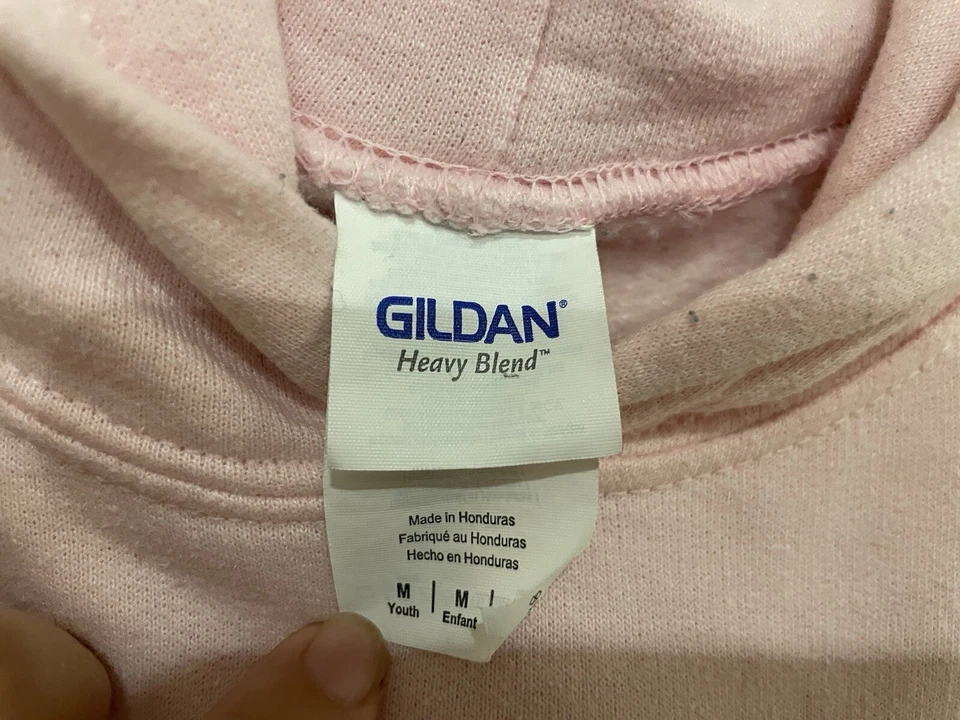 GILDAN®
Heavy Blend™
Made in Honduras
Fabriqué au Honduras
Hecho en Honduras
M | M |
Youth Enfant